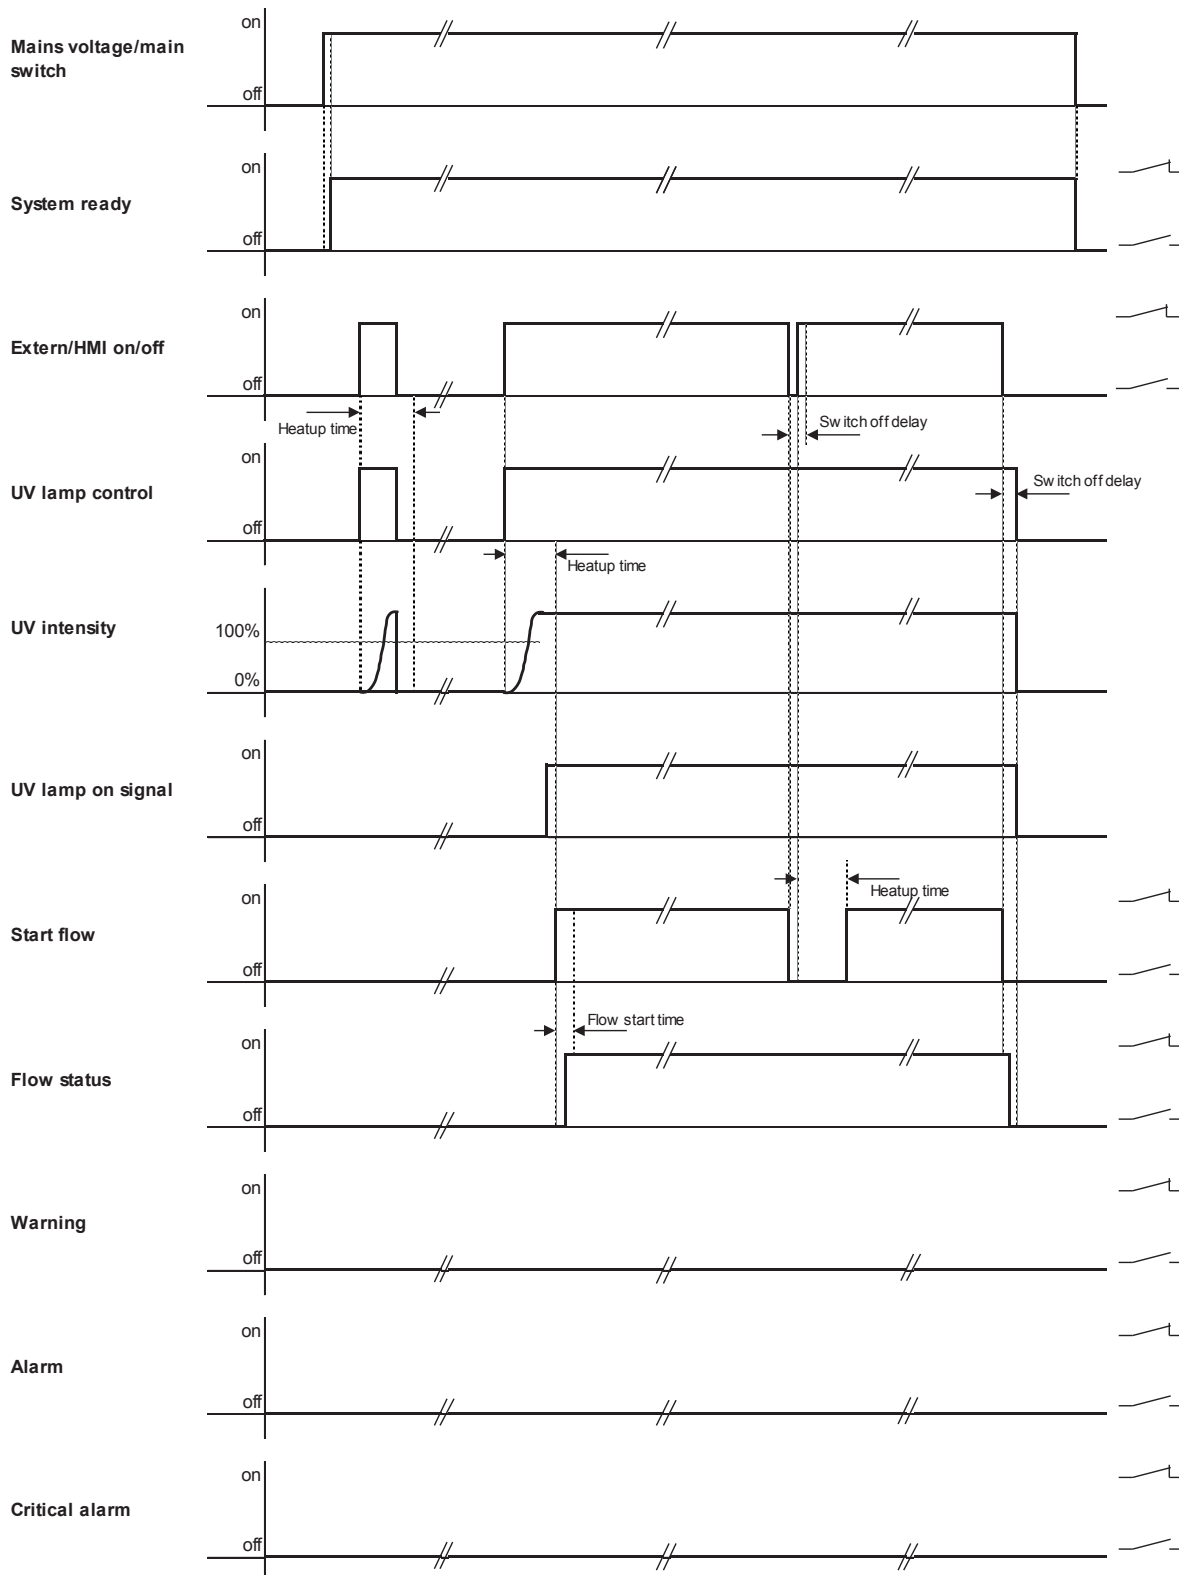 on
Mains voltage/main
switch
off
on
System ready
off
on
Extern/HMI on/off
off
Heatup time
Switch off delay
on
UV lamp control
Switch off delay
off
Heatup time
UV intensity
100%
0%
on
UV lamp on signal
off
on
Heatup time
Start flow
off
Flow start time
on
Flow status
off
on
Warning
off
on
Alarm
off
on
Critical alarm
off